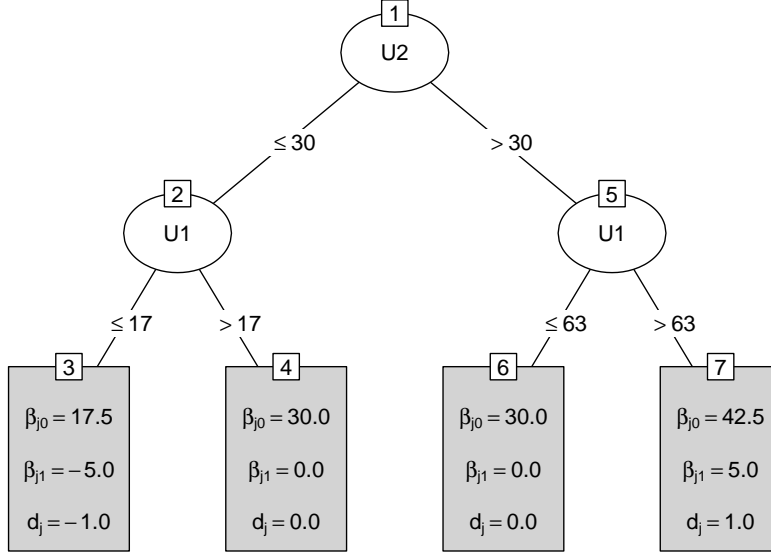 1
U2
≤ 30
> 30
2
U1
5
U1
≤ 17
> 17
≤ 63
> 63
3
βj0 = 17.5
βj1 = −5.0
dj = −1.0
4
βj0 = 30.0
βj1 = 0.0
dj = 0.0
6
βj0 = 30.0
βj1 = 0.0
dj = 0.0
7
βj0 = 42.5
βj1 = 5.0
dj = 1.0